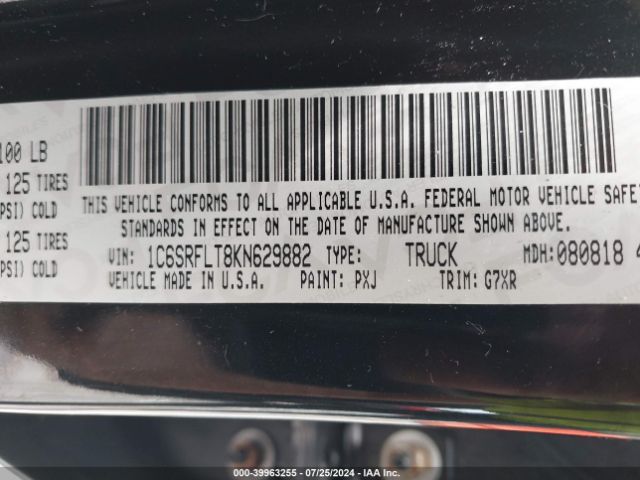 100 LB
125 TIRES
PSI) COLD
125 TIRES
PSI) COLD
THIS VEHICLE CONFORMS TO ALL APPLICABLE U.S.A. FEDERAL MOTOR VEHICLE SAFE
STANDARDS IN EFFECT ON THE DATE OF MANUFACTURE SHOWN ABOVE.
VIN: 1C6SRFLT8KN629882 TYPE: TRUCK MDH: 080818 4
VEHICLE MADE IN U.S.A. PAINT: PXJ TRIM: G7XR
000-39963255 - 07/25/2024 - IAA Inc.